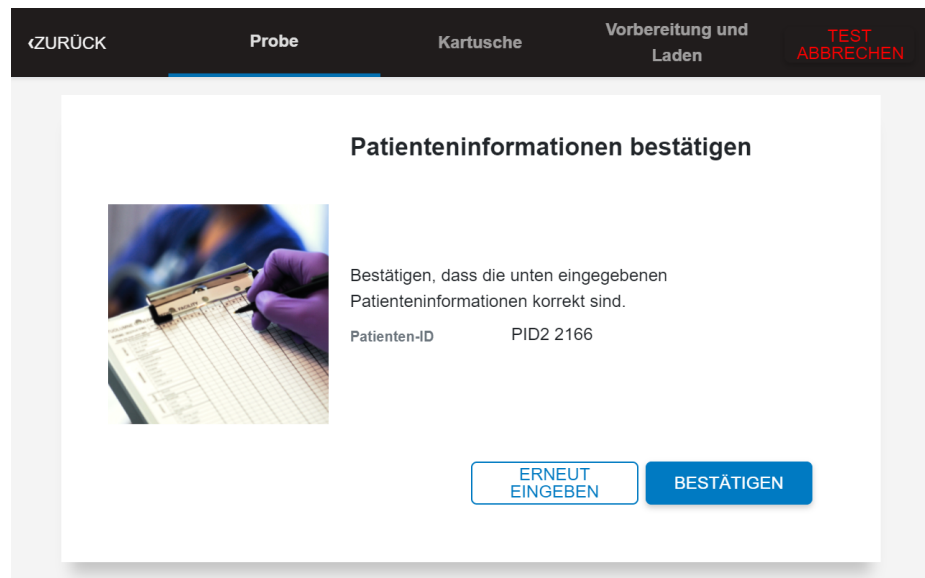 ‹ZURÜCK
Probe
Kartusche
Vorbereitung und
Laden
TEST
ABBRECHEN
Patienteninformationen bestätigen
Bestätigen, dass die unten eingegebenen
Patienteninformationen korrekt sind.
Patienten-ID PID2 2166
ERNEUT
EINGEBEN
BESTÄTIGEN